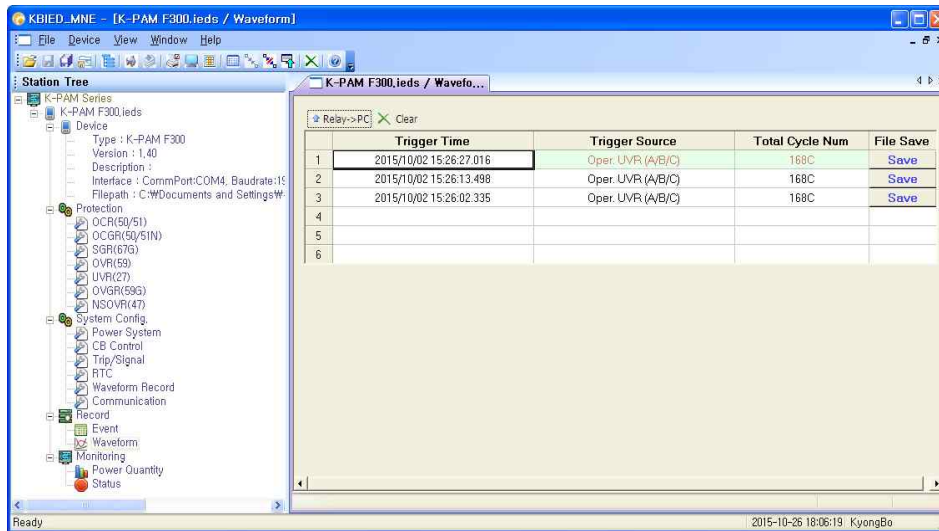 KBIED_MNE - [K-PAM F300.ieds / Waveform]
File Device View Window Help
Station Tree
K-PAM F300.ieds / Wavefo...
K-PAM Series
K-PAM F300.ieds
Device
Type : K-PAM F300
Version : 1.40
Description :
Interface : CommPort:COM4, Baudrate:19
Filepath : C:₩Documents and Settings₩
Protection
OCR(50/51)
OCGR(50/51N)
SGR(67G)
OVR(59)
UVR(27)
OVGR(59G)
NSOVR(47)
System Config.
Power System
CB Control
Trip/Signal
RTC
Waveform Record
Communication
Record
Event
Waveform
Monitoring
Power Quantity
Status
Relay->PC Clear
Trigger Time Trigger Source Total Cycle Num File Save
1 2015/10/02 15:26:27.016 Oper. UVR (A/B/C) 168C Save
2 2015/10/02 15:26:13.498 Oper. UVR (A/B/C) 168C Save
3 2015/10/02 15:26:02.335 Oper. UVR (A/B/C) 168C Save
4
5
6
Ready
2015-10-26 18:06:19 KyongBo